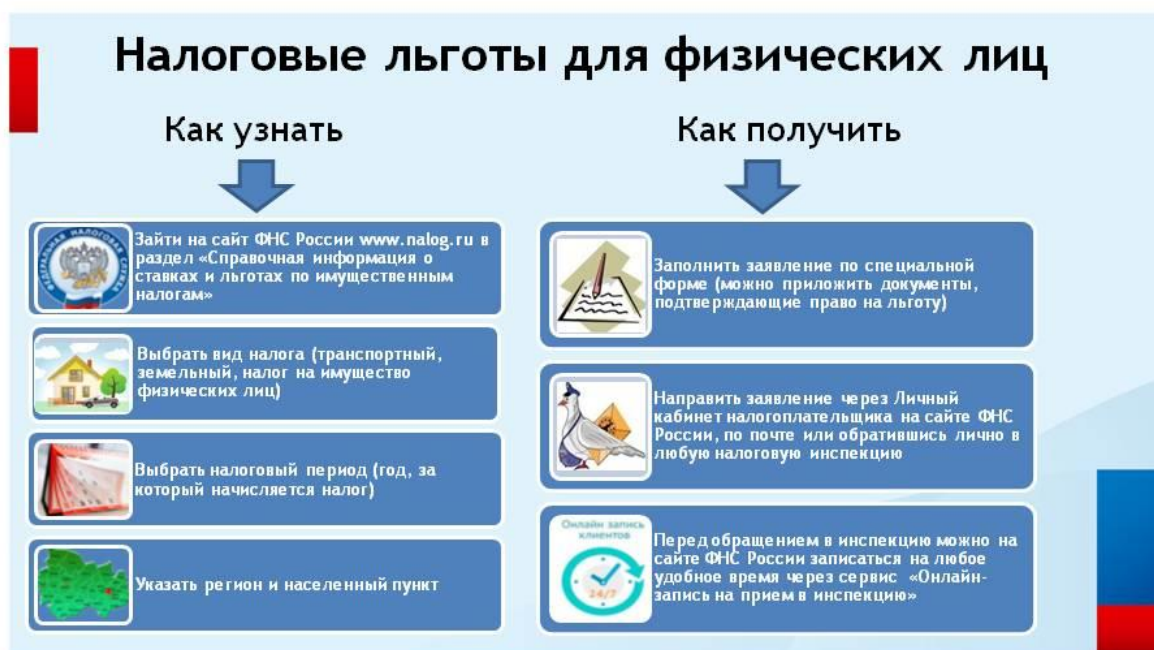 Налоговые льготы для физических лиц
Как узнать
Зайти на сайт ФНС России www.nalog.ru в
раздел «Справочная информация о
ставках и льготах по имущественным
налогам»
Выбрать вид налога (транспортный,
земельный, налог на имущество
физических лиц)
Выбрать налоговый период (год, за
который начисляется налог)
Указать регион и населенный пункт
Как получить
Заполнить заявление по специальной
форме (можно приложить документы,
подтверждающие право на льготу)
Направить заявление через Личный
кабинет налогоплательщика на сайте ФНС
России, по почте или обратившись лично в
любую налоговую инспекцию
Онлайн запись
клиентов
24/7
Перед обращением в инспекцию можно на
сайте ФНС России записаться на любое
удобное время через сервис «Онлайн-
запись на прием в инспекцию»